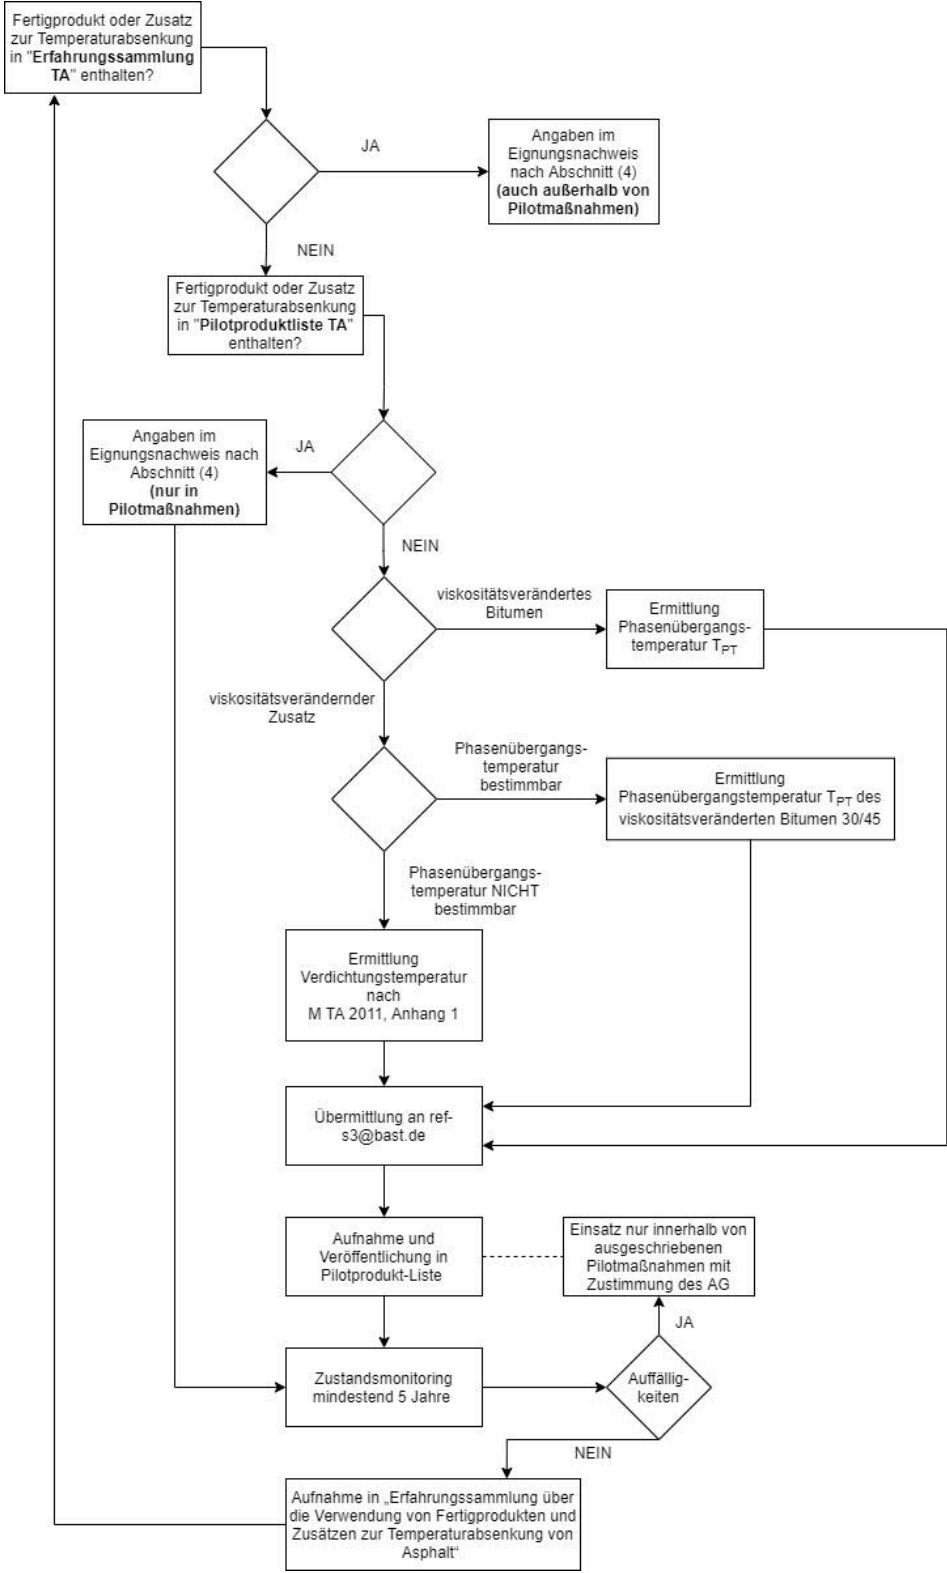 Fertigprodukt oder Zusatz
zur Temperaturabsenkung
in "Erfahrungssammlung
TA" enthalten?
JA
Angaben im
Eignungsnachweis
nach Abschnitt (4)
(auch außerhalb von
Pilotmaßnahmen)
NEIN
Fertigprodukt oder Zusatz
zur Temperaturabsenkung
in "Pilotproduktliste TA"
enthalten?
Angaben im
Eignungsnachweis nach
Abschnitt (4)
(nur in
Pilotmaßnahmen)
JA
NEIN
viskositätsverändertes
Bitumen
Ermittlung
Phasenübergangs-
temperatur TPT
viskositätsverändernder
Zusatz
Phasenübergangs-
temperatur
bestimmbar
Ermittlung
Phasenübergangstemperatur TPT des
viskositätsveränderten Bitumen 30/45
Phasenübergangs-
temperatur NICHT
bestimmbar
Ermittlung
Verdichtungstemperatur
nach
M TA 2011, Anhang 1
Übermittlung an ref-
s3@bast.de
Aufnahme und
Veröffentlichung in
Pilotprodukt-Liste
Einsatz nur innerhalb von
ausgeschriebenen
Pilotmaßnahmen mit
Zustimmung des AG
JA
Zustandsmonitoring
mindestend 5 Jahre
Auffällig-
keiten
NEIN
Aufnahme in „Erfahrungssammlung über
die Verwendung von Fertigprodukten und
Zusätzen zur Temperaturabsenkung von
Asphalt“